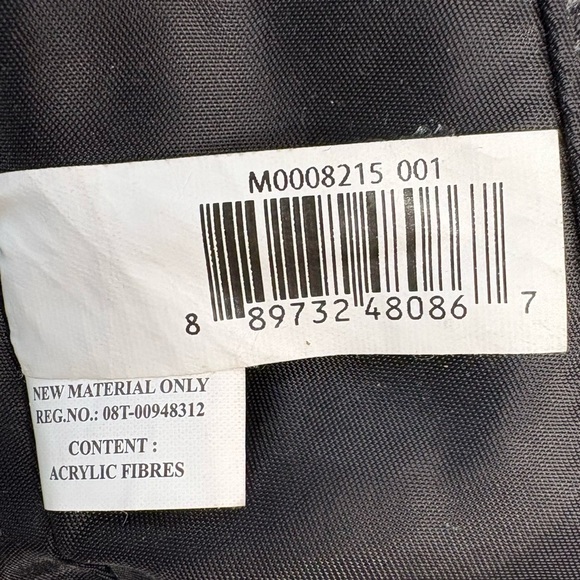 M0008215 001
8 89732 48086 7
NEW MATERIAL ONLY
REG.NO.: 08T-00948312
CONTENT :
ACRYLIC FIBRES